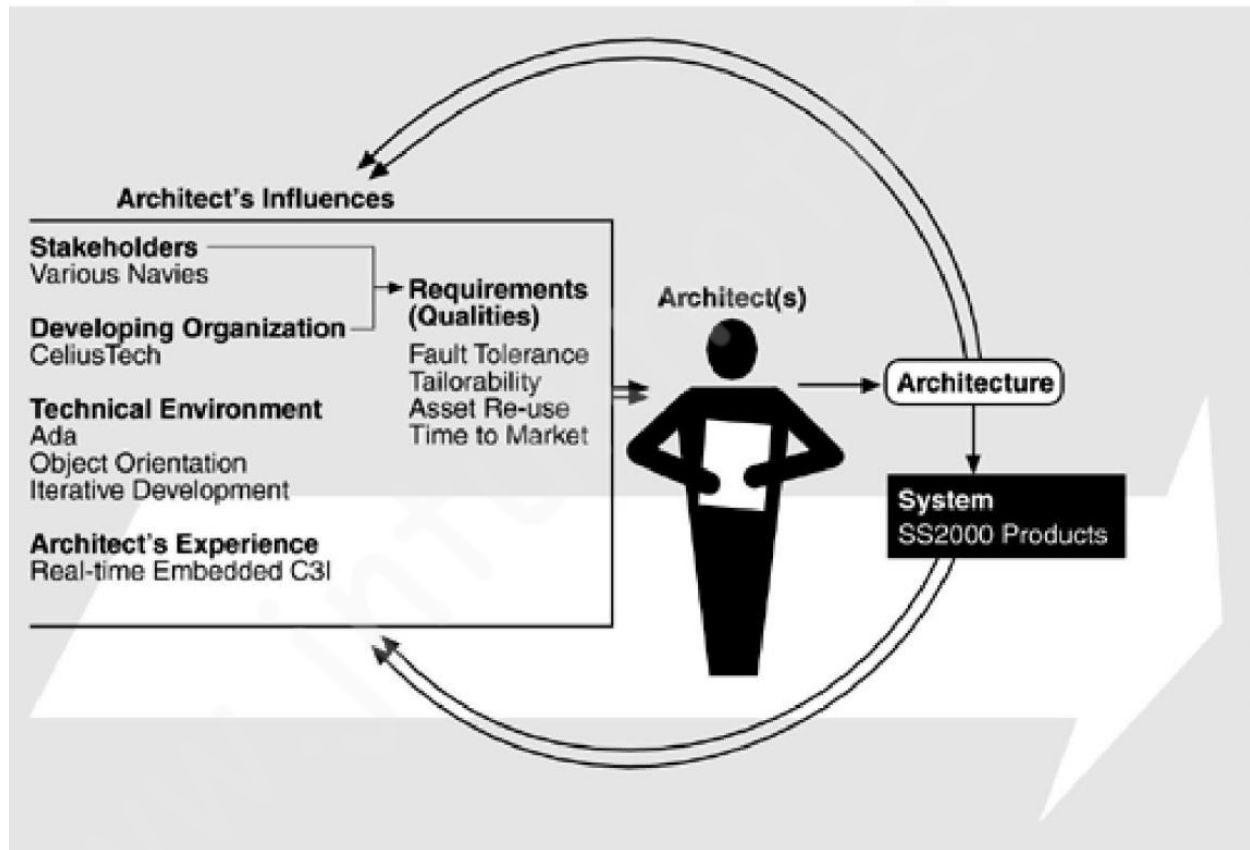 Architect's Influences
Stakeholders
Various Navies
Developing Organization
CeliusTech
Technical Environment
Ada
Object Orientation
Iterative Development
Architect's Experience
Real-time Embedded C3I
Requirements
(Qualities)
Fault Tolerance
Tailorability
Asset Re-use
Time to Market
Architect(s)
Architecture
System
SS2000 Products